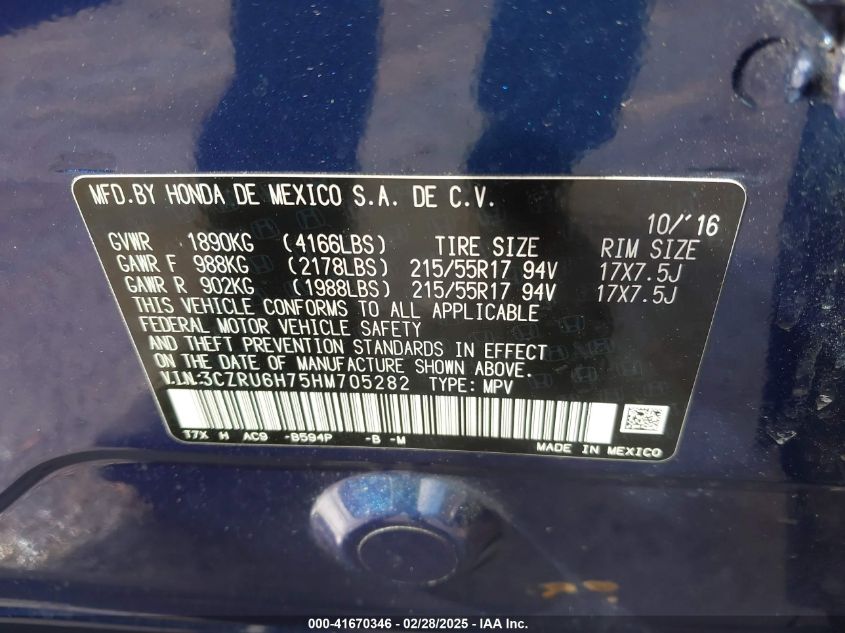 MFD.BY HONDA DE MEXICO S.A. DE C.V.
10/'16
GVWR 1890KG (4166LBS) TIRE SIZE RIM SIZE
GAWR F 988KG (2178LBS) 215/55R17 94V 17X7.5J
GAWR R 902KG (1988LBS) 215/55R17 94V 17X7.5J
THIS VEHICLE CONFORMS TO ALL APPLICABLE
FEDERAL MOTOR VEHICLE SAFETY
AND THEFT PREVENTION STANDARDS IN EFFECT
ON THE DATE OF MANUFACTURE SHOWN ABOVE.
V.I.N.:3CZRU6H75HM705282 TYPE: MPV
T7X H AC9 -B594P -B -M
MADE IN MEXICO
000-41670346 - 02/28/2025 - IAA Inc.